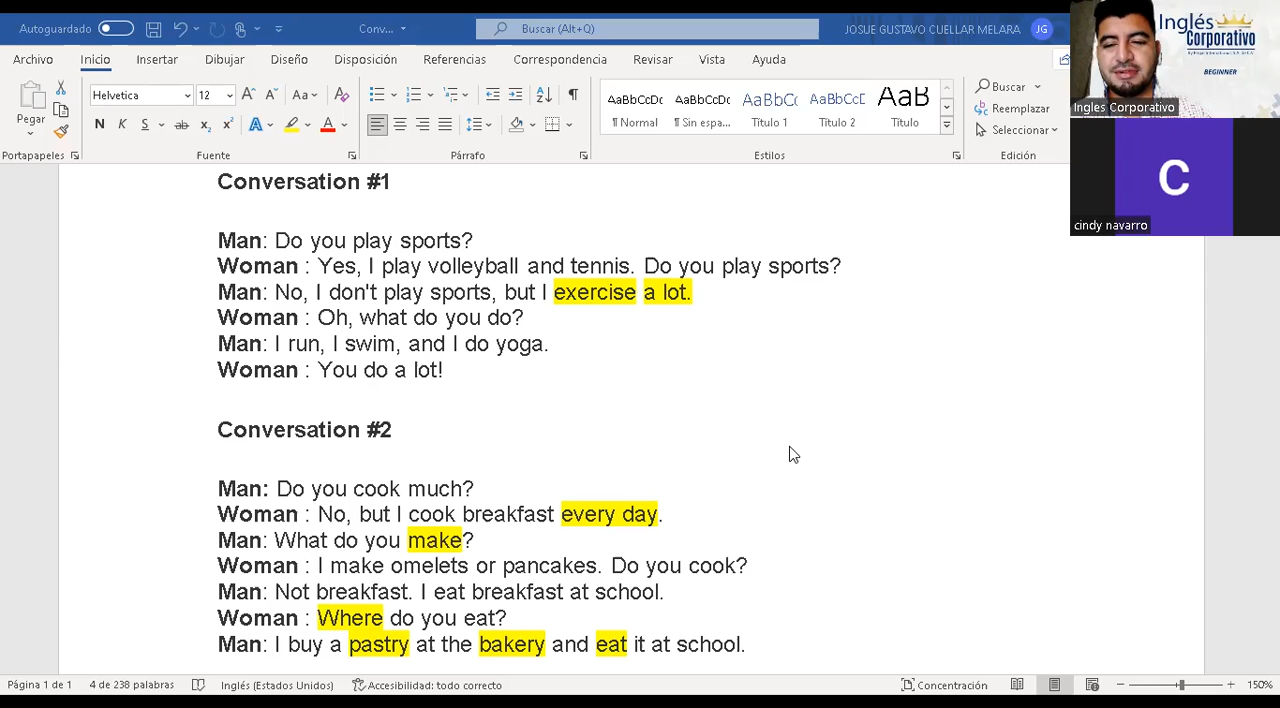 Autoguardado
Conv...
Buscar (Alt+Q)
JOSUE GUSTAVO CUELLAR MELARA
JG
Archivo
Inicio
Insertar
Dibujar
Diseño
Disposición
Referencias
Correspondencia
Revisar
Vista
Ayuda
Pegar
Helvetica
12
Aa
N
K
S
ab
x₂
x²
A
A
AaBbCcDc
AaBbCcDc
AaBbCc
AaBbCcD
AaB
¶ Normal
¶ Sin espa...
Título 1
Título 2
Título
Buscar
Reemplazar
Seleccionar
Portapapeles
Fuente
Párrafo
Estilos
Edición
Inglés
Corporativo
BEGINNER
Ingles Corporativo
C
cindy navarro
Conversation #1
Man: Do you play sports?
Woman : Yes, I play volleyball and tennis. Do you play sports?
Man: No, I don't play sports, but I exercise a lot.
Woman : Oh, what do you do?
Man: I run, I swim, and I do yoga.
Woman : You do a lot!
Conversation #2
Man: Do you cook much?
Woman : No, but I cook breakfast every day.
Man: What do you make?
Woman : I make omelets or pancakes. Do you cook?
Man: Not breakfast. I eat breakfast at school.
Woman : Where do you eat?
Man: I buy a pastry at the bakery and eat it at school.
Página 1 de 1
4 de 238 palabras
Inglés (Estados Unidos)
Accesibilidad: todo correcto
Concentración
150%